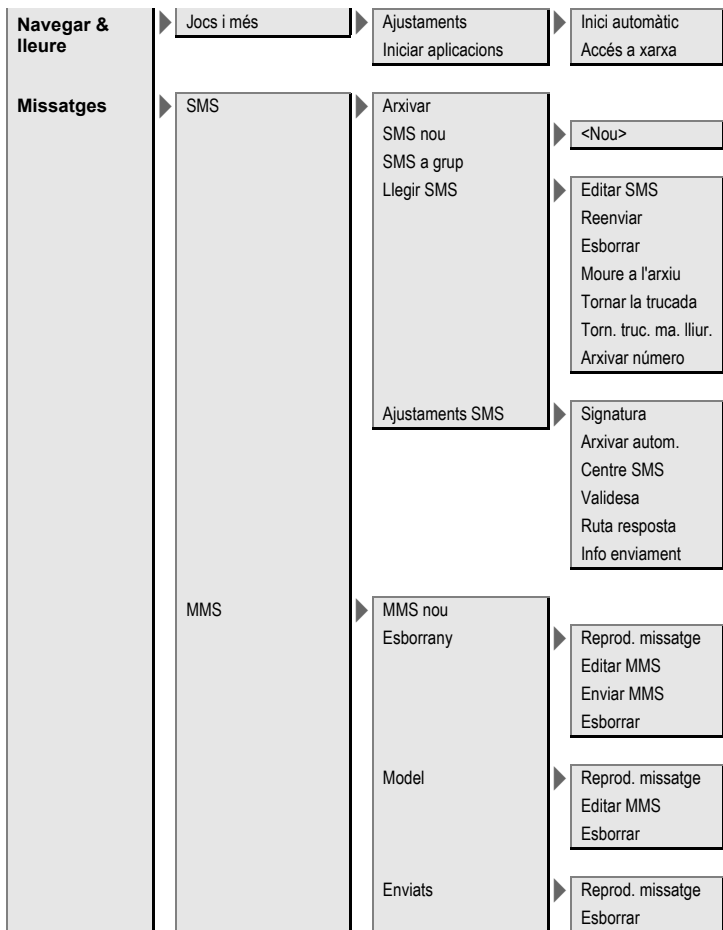 Navegar & Jocs i més Ajustaments Inici automàtic
lleure Iniciar aplicacions Accés a xarxa
Missatges SMS Arxivar
SMS nou <Nou>
SMS a grup
Llegir SMS Editar SMS
Reenviar
Esborrar
Moure a l'arxiu
Tornar la trucada
Torn. truc. ma. lliur.
Arxivar número
Ajustaments SMS Signatura
Arxivar autom.
Centre SMS
Validesa
Ruta resposta
Info enviament
MMS MMS nou
Esborrany Reprod. missatge
Editar MMS
Enviar MMS
Esborrar
Model Reprod. missatge
Editar MMS
Esborrar
Enviats Reprod. missatge
Esborrar